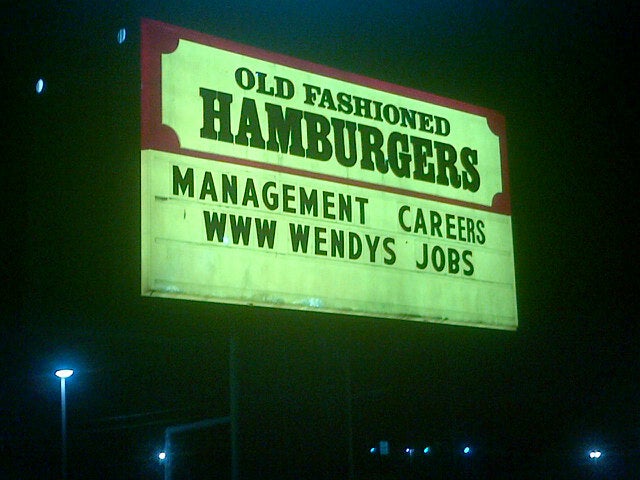 OLD FASHIONED
HAMBURGERS
MANAGEMENT CAREERS
WWW WENDYS JOBS